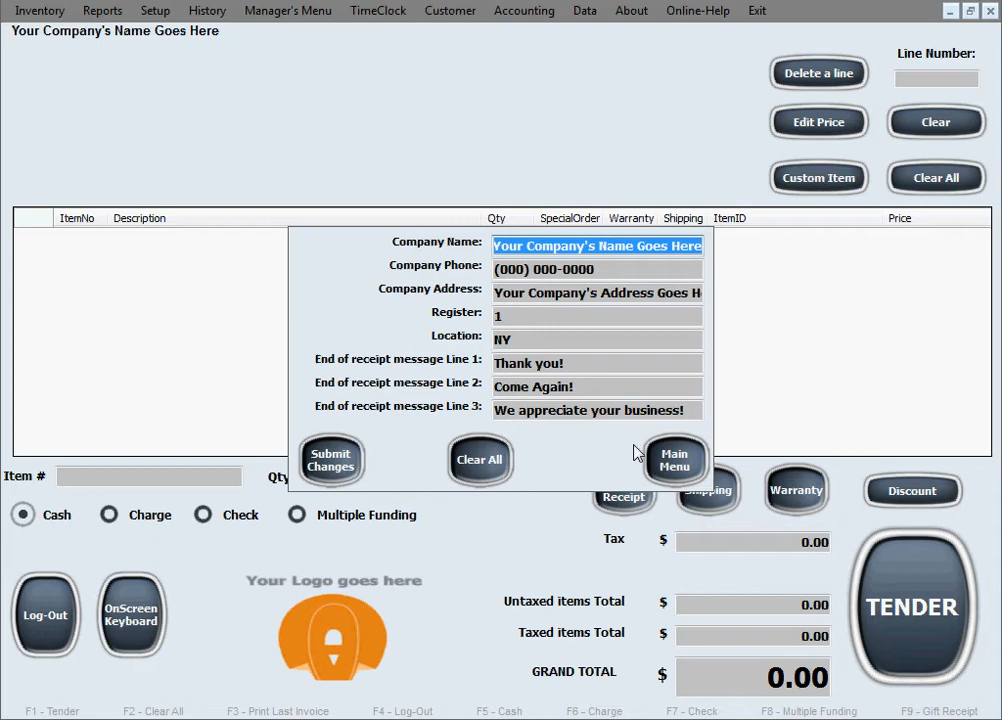 Inventory Reports Setup History Manager's Menu TimeClock Customer Accounting Data About Online-Help Exit
Your Company's Name Goes Here
Line Number:
Delete a line
Edit Price Clear
Custom Item Clear All
ItemNo Description Qty SpecialOrder Warranty Shipping ItemID Price
Company Name: Your Company's Name Goes Here
Company Phone: (000) 000-0000
Company Address: Your Company's Address Goes H
Register: 1
Location: NY
End of receipt message Line 1: Thank you!
End of receipt message Line 2: Come Again!
End of receipt message Line 3: We appreciate your business!
Submit Changes Clear All Main Menu
Item # Qty Receipt Shipping Warranty Discount
Cash Charge Check Multiple Funding
Tax $ 0.00
Your Logo goes here
Log-Out OnScreen Keyboard
TENDER
Untaxed items Total $ 0.00
Taxed items Total $ 0.00
GRAND TOTAL $ 0.00
F1 - Tender F2 - Clear All F3 - Print Last Invoice F4 - Log-Out F5 - Cash F6 - Charge F7 - Check F8 - Multiple Funding F9 - Gift Receipt